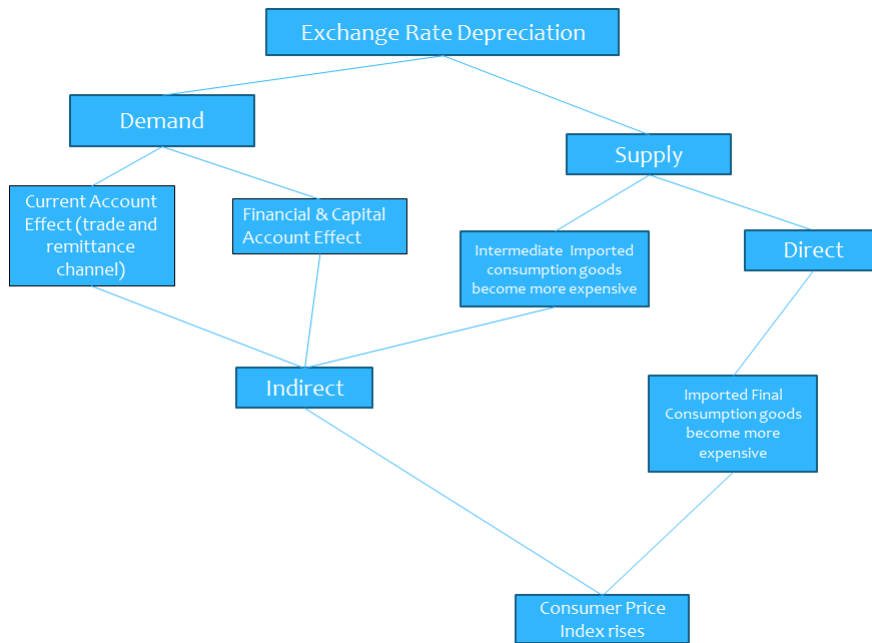 Exchange Rate Depreciation
Demand
Supply
Current Account
Effect (trade and
remittance
channel)
Financial & Capital
Account Effect
Intermediate Imported
consumption goods
become more expensive
Direct
Indirect
Imported Final
Consumption goods
become more
expensive
Consumer Price
Index rises